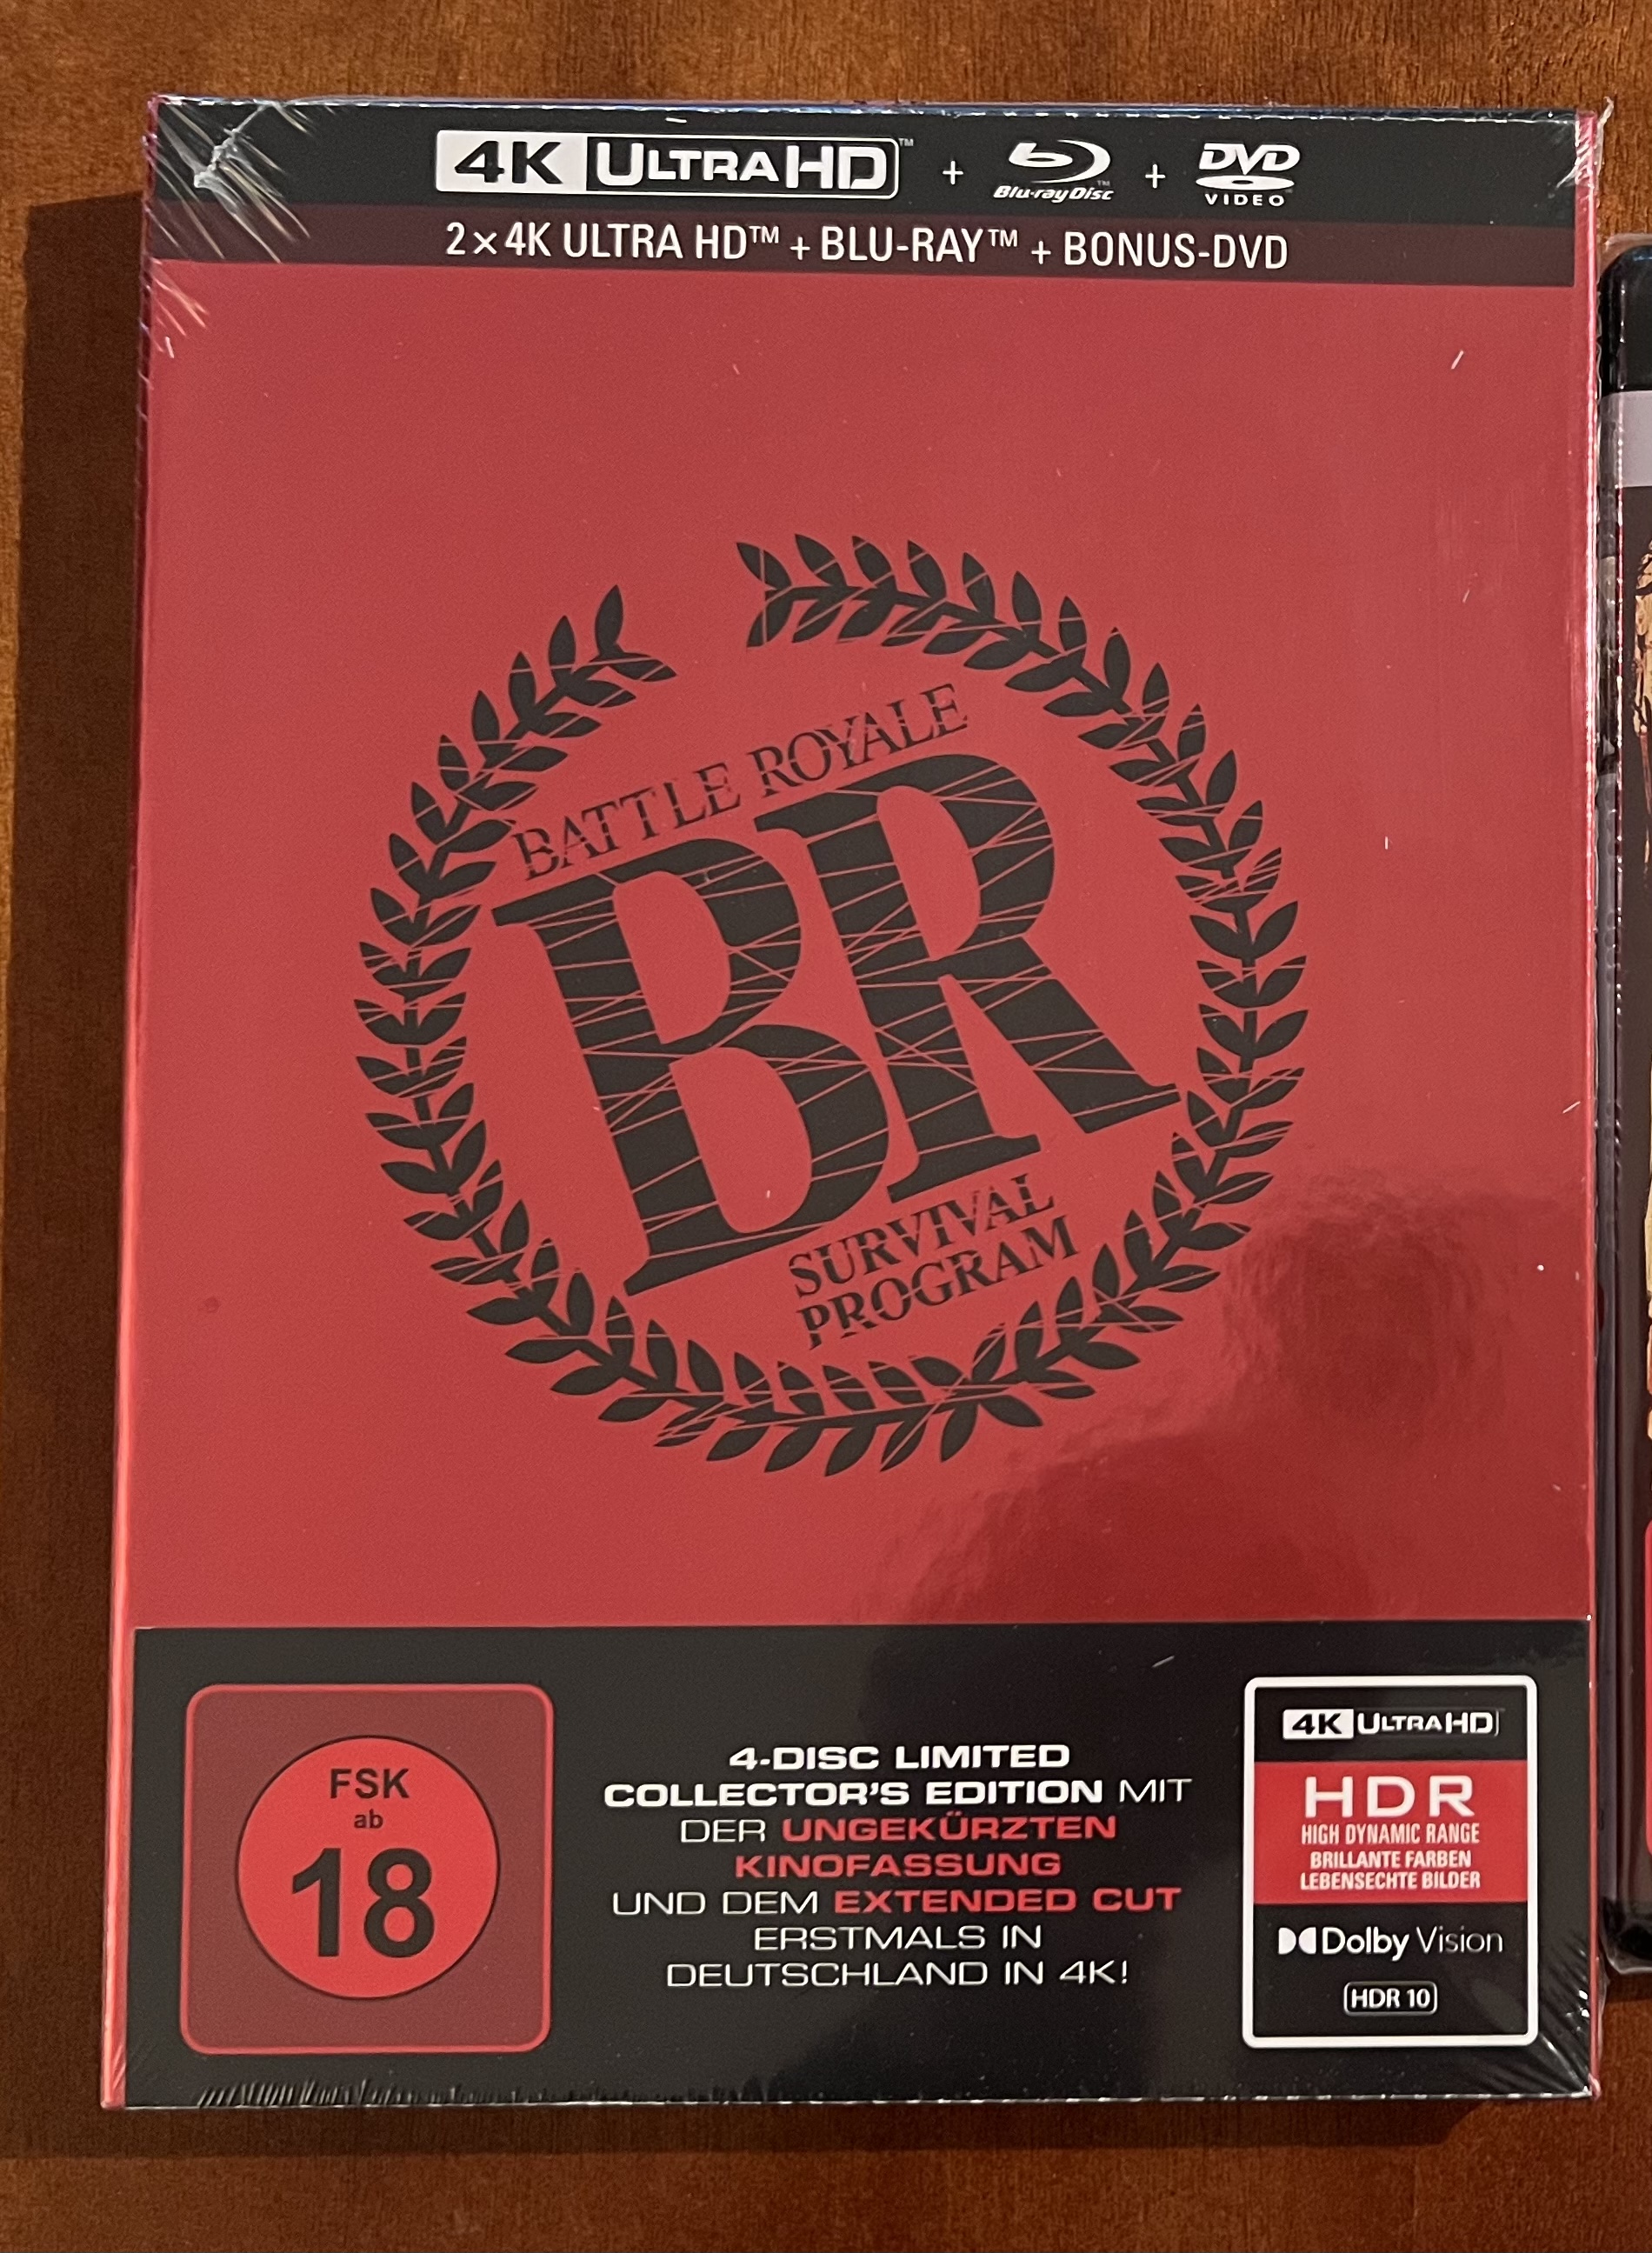 4K ULTRA HD™ + Blu-ray Disc™ + DVD VIDEO
2 × 4K ULTRA HD™ + BLU-RAY™ + BONUS-DVD
BATTLE ROYALE
BR
SURVIVAL
PROGRAM
FSK
ab
18
4-DISC LIMITED
COLLECTOR'S EDITION MIT
DER UNGEKÜRZTEN
KINOFASSUNG
UND DEM EXTENDED CUT
ERSTMALS IN
DEUTSCHLAND IN 4K!
4K ULTRA HD
HDR
HIGH DYNAMIC RANGE
BRILLANTE FARBEN
LEBENSECHTE BILDER
Dolby Vision
HDR 10